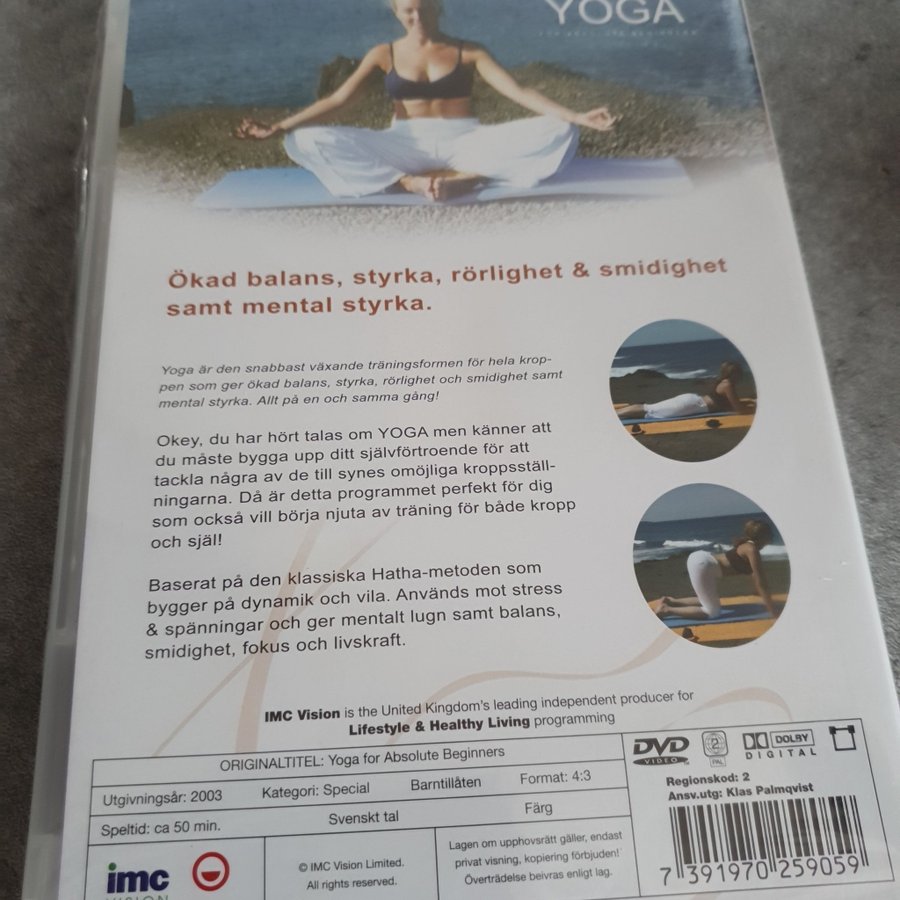 YOGA
Ökad balans, styrka, rörlighet & smidighet
samt mental styrka.
Yoga är den snabbast växande träningsformen för hela krop-
pen som ger ökad balans, styrka, rörlighet och smidighet samt
mental styrka. Allt på en och samma gång!
Okey, du har hört talas om YOGA men känner att
du måste bygga upp ditt självförtroende för att
tackla några av de till synes omöjliga kroppsställ-
ningarna. Då är detta programmet perfekt för dig
som också vill börja njuta av träning för både kropp
och själ!
Baserat på den klassiska Hatha-metoden som
bygger på dynamik och vila. Används mot stress
& spänningar och ger mentalt lugn samt balans,
smidighet, fokus och livskraft.
IMC Vision is the United Kingdom's leading independent producer for
Lifestyle & Healthy Living programming
ORIGINALTITEL: Yoga for Absolute Beginners
Utgivningsår: 2003 Kategori: Special Barntillåten Format: 4:3
Speltid: ca 50 min. Svenskt tal Färg
imc
VISION
© IMC Vision Limited.
All rights reserved.
Lagen om upphovsrätt gäller, endast
privat visning, kopiering förbjuden!
Överträdelse beivras enligt lag.
DVD
VIDEO
2
PAL
DOLBY
DIGITAL
Regionskod: 2
Ansv.utg: Klas Palmqvist
7 391970 259059